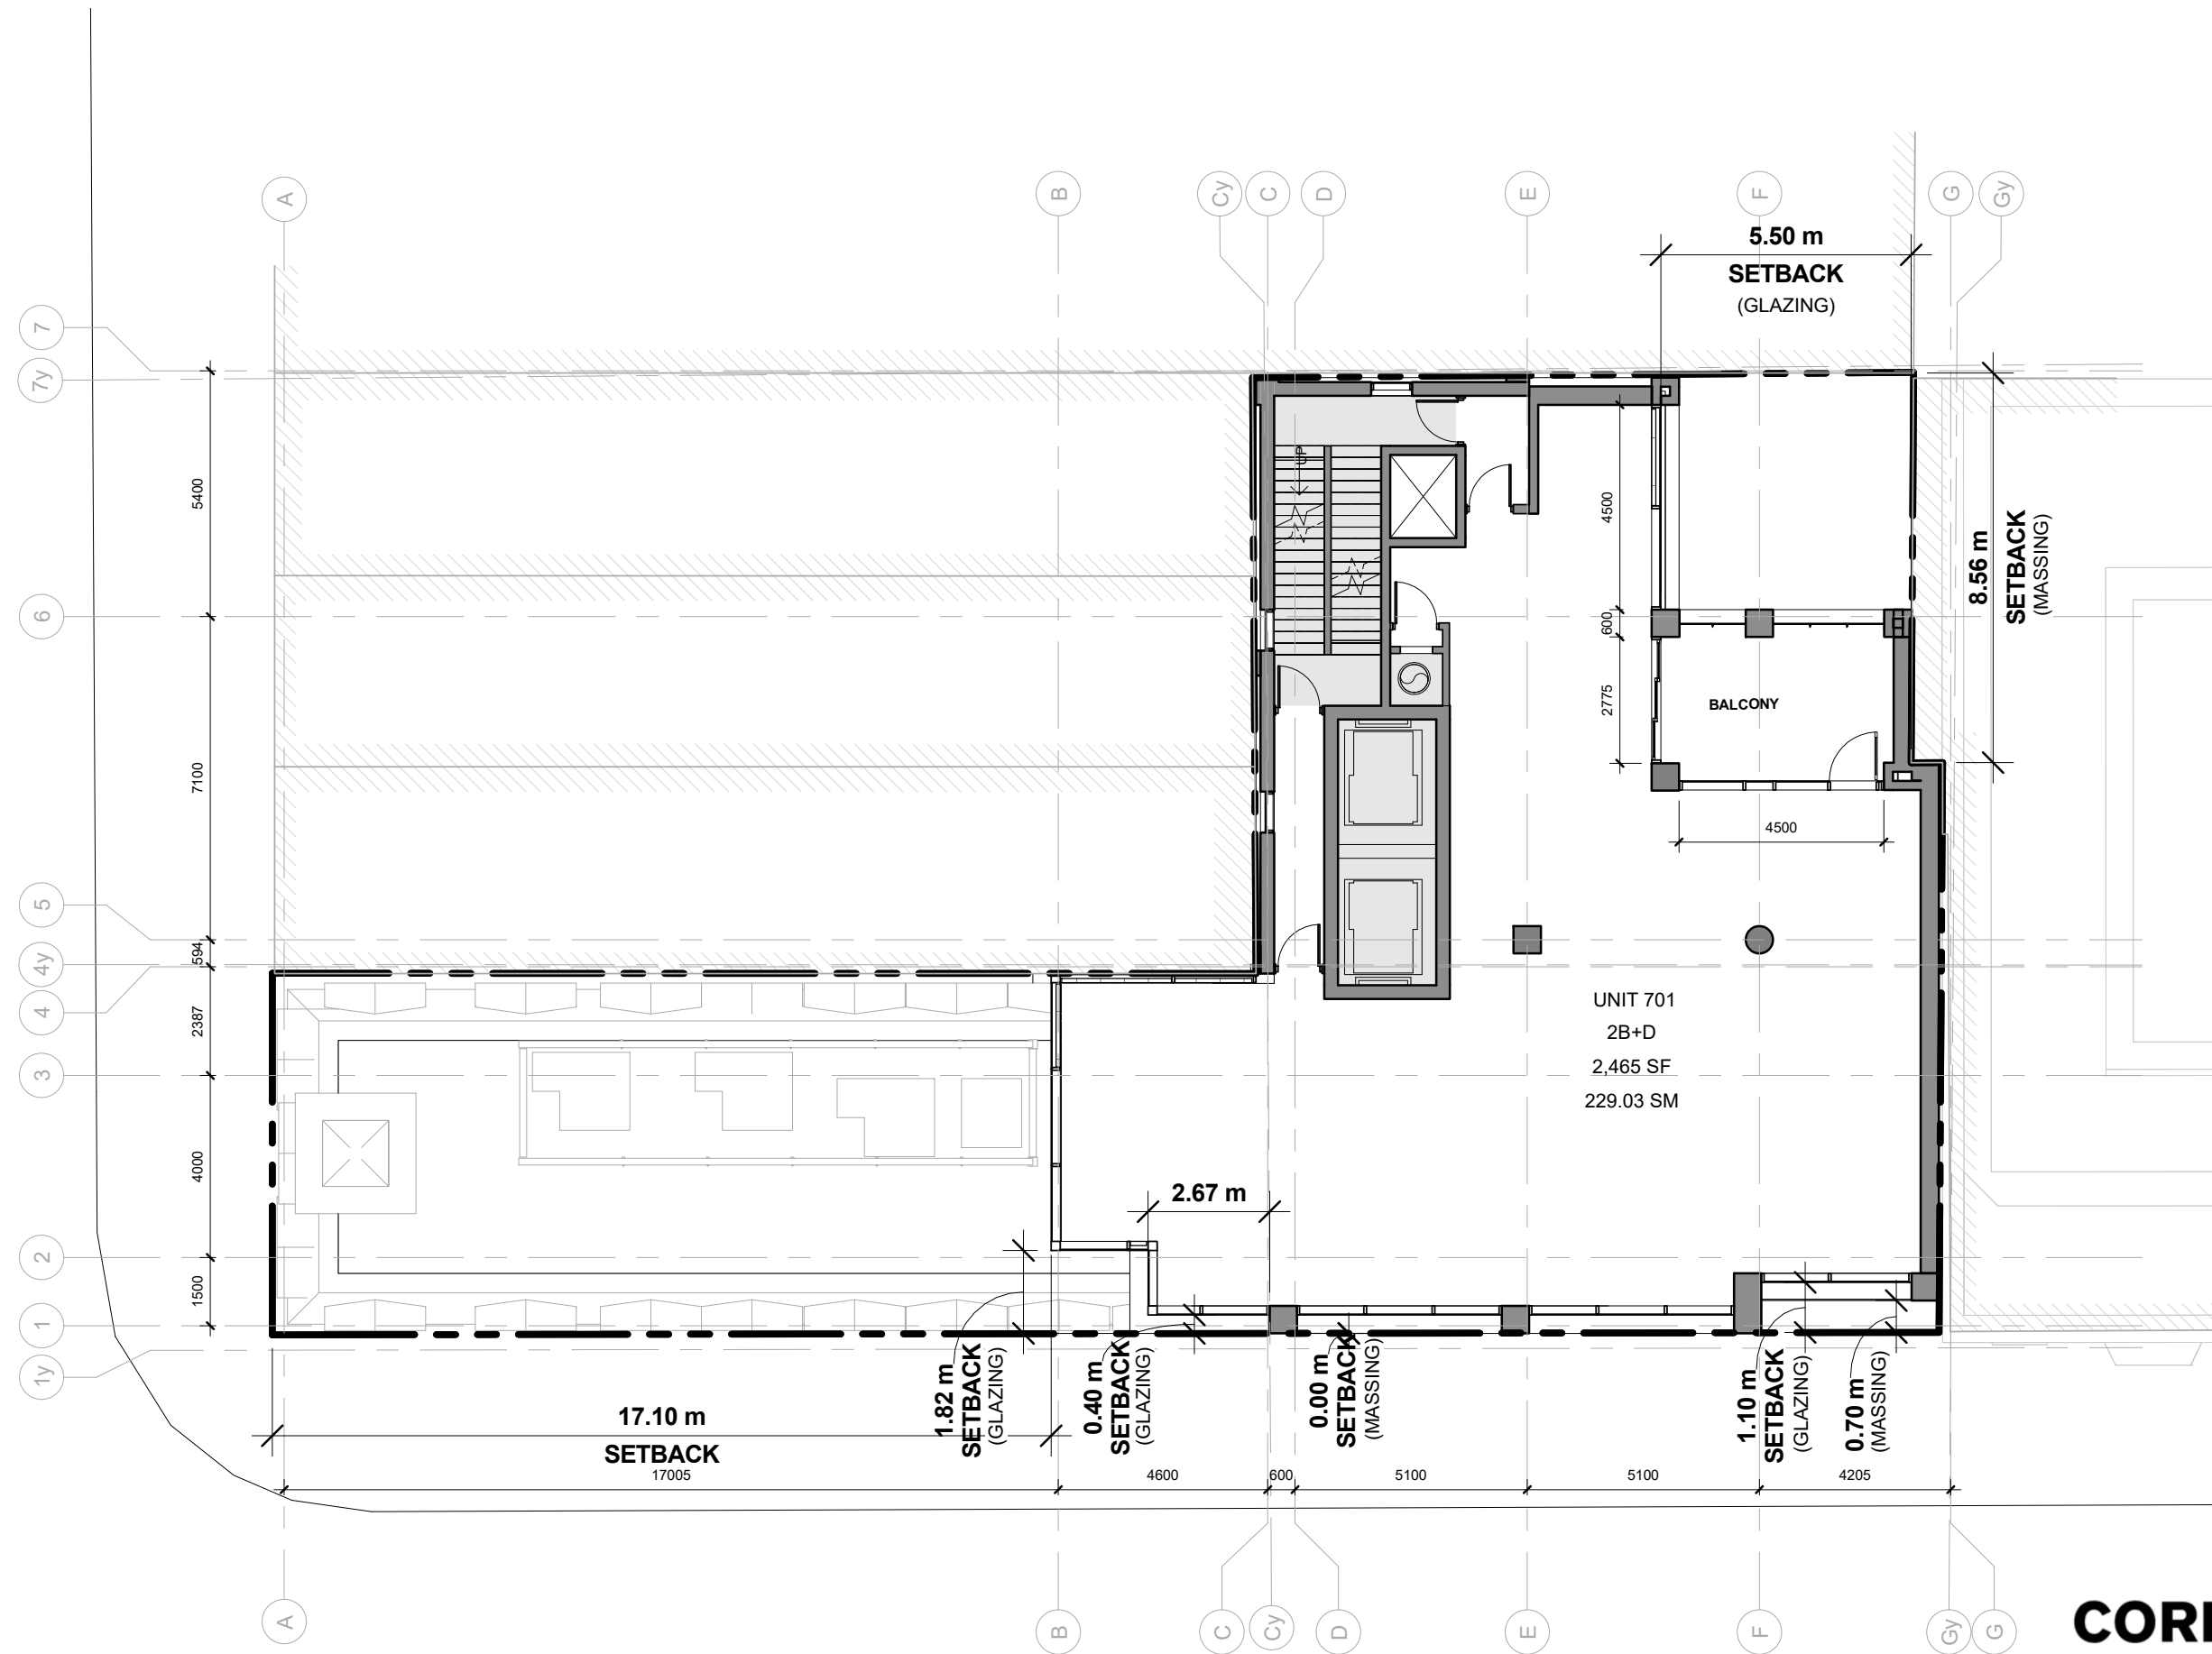 A
B
Cy
C
D
E
F
G
Gy
5.50 m
SETBACK
(GLAZING)
7
7y
6
5
4y
4
3
2
1
1y
5400
7100
594
2387
4000
1500
UP
4500
600
2775
BALCONY
4500
8.56 m
SETBACK
(MASSING)
UNIT 701
2B+D
2,465 SF
229.03 SM
2.67 m
1.82 m
SETBACK
(GLAZING)
0.40 m
SETBACK
(GLAZING)
0.00 m
SETBACK
(MASSING)
1.10 m
SETBACK
(GLAZING)
0.70 m
(MASSING)
17.10 m
SETBACK
17005
4600
600
5100
5100
4205
A
B
C
Cy
D
E
F
Gy
G